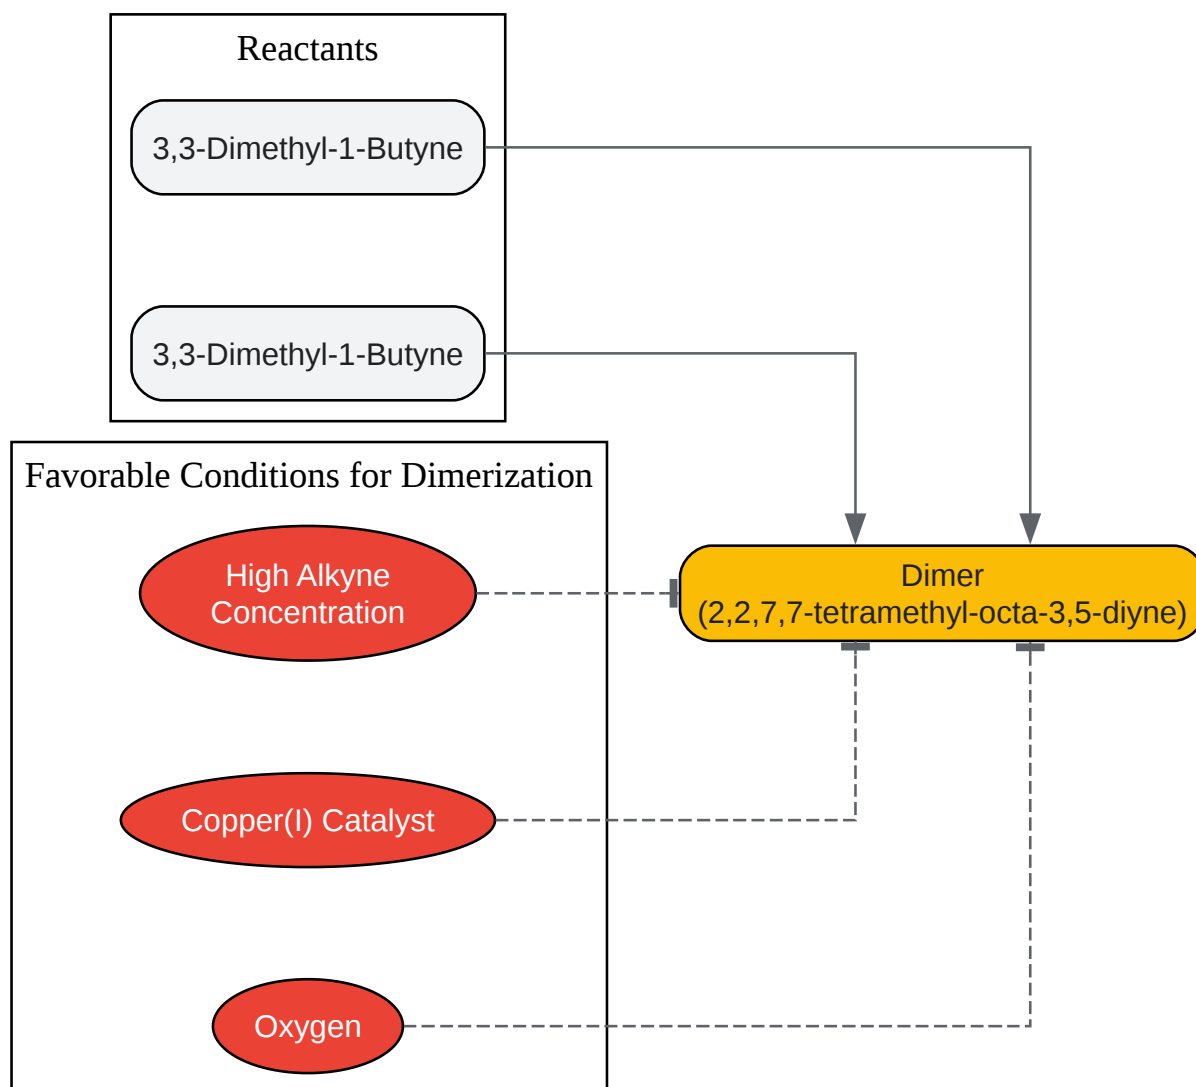 Reactants
3,3-Dimethyl-1-Butyne
3,3-Dimethyl-1-Butyne
Favorable Conditions for Dimerization
High Alkyne
Concentration
Dimer
(2,2,7,7-tetramethyl-octa-3,5-diyne)
Copper(I) Catalyst
Oxygen